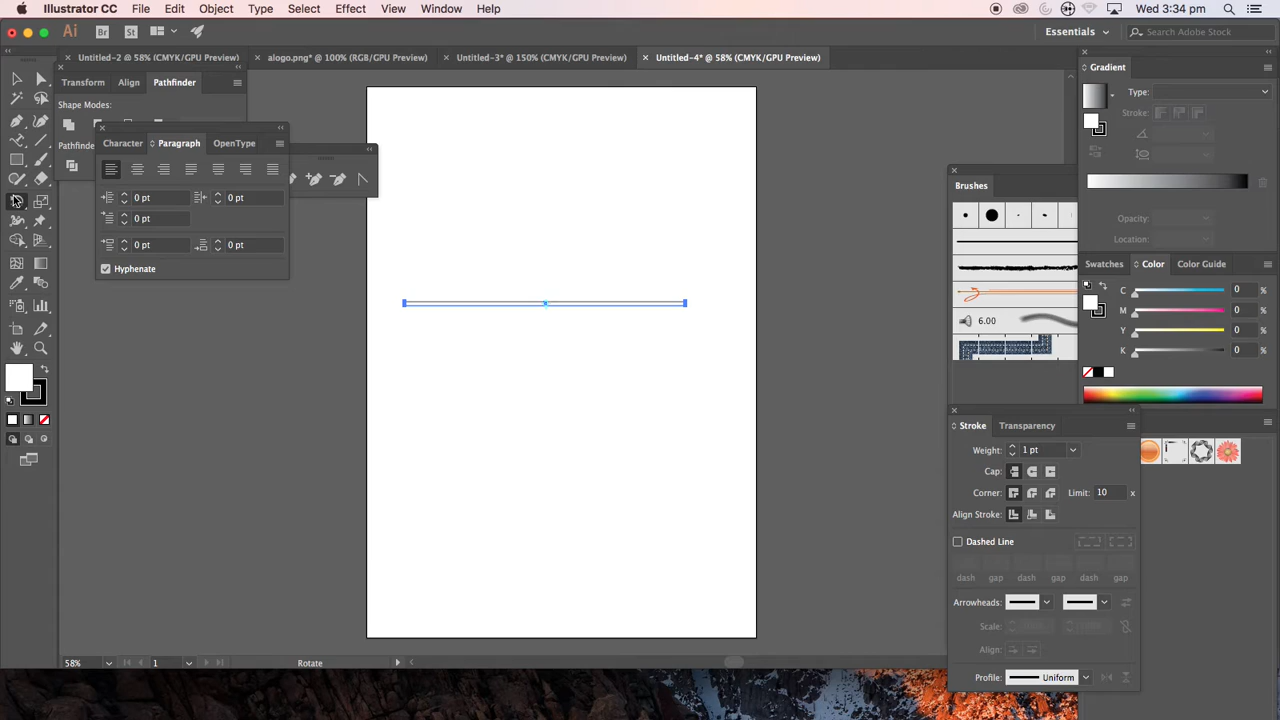 Illustrator CC File Edit Object Type Select Effect View Window Help Wed 3:34 pm
Ai Br St Essentials Search Adobe Stock
Untitled-2 @ 58% (CMYK/GPU Preview) alogo.png* @ 100% (RGB/GPU Preview) Untitled-3* @ 150% (CMYK/GPU Preview) Untitled-4* @ 58% (CMYK/GPU Preview)
Transform Align Pathfinder
Shape Modes:
Character Paragraph OpenType
0 pt 0 pt
0 pt
0 pt 0 pt
Hyphenate
Gradient
Type:
Stroke:
Opacity:
Location:
Brushes
6.00
Swatches Color Color Guide
C 0 %
M 0 %
Y 0 %
K 0 %
Stroke Transparency
Weight: 1 pt
Cap:
Corner: Limit: 10 x
Align Stroke:
Dashed Line
dash gap dash gap dash gap
Arrowheads:
Scale:
Align:
Profile: Uniform
58% 1 Rotate